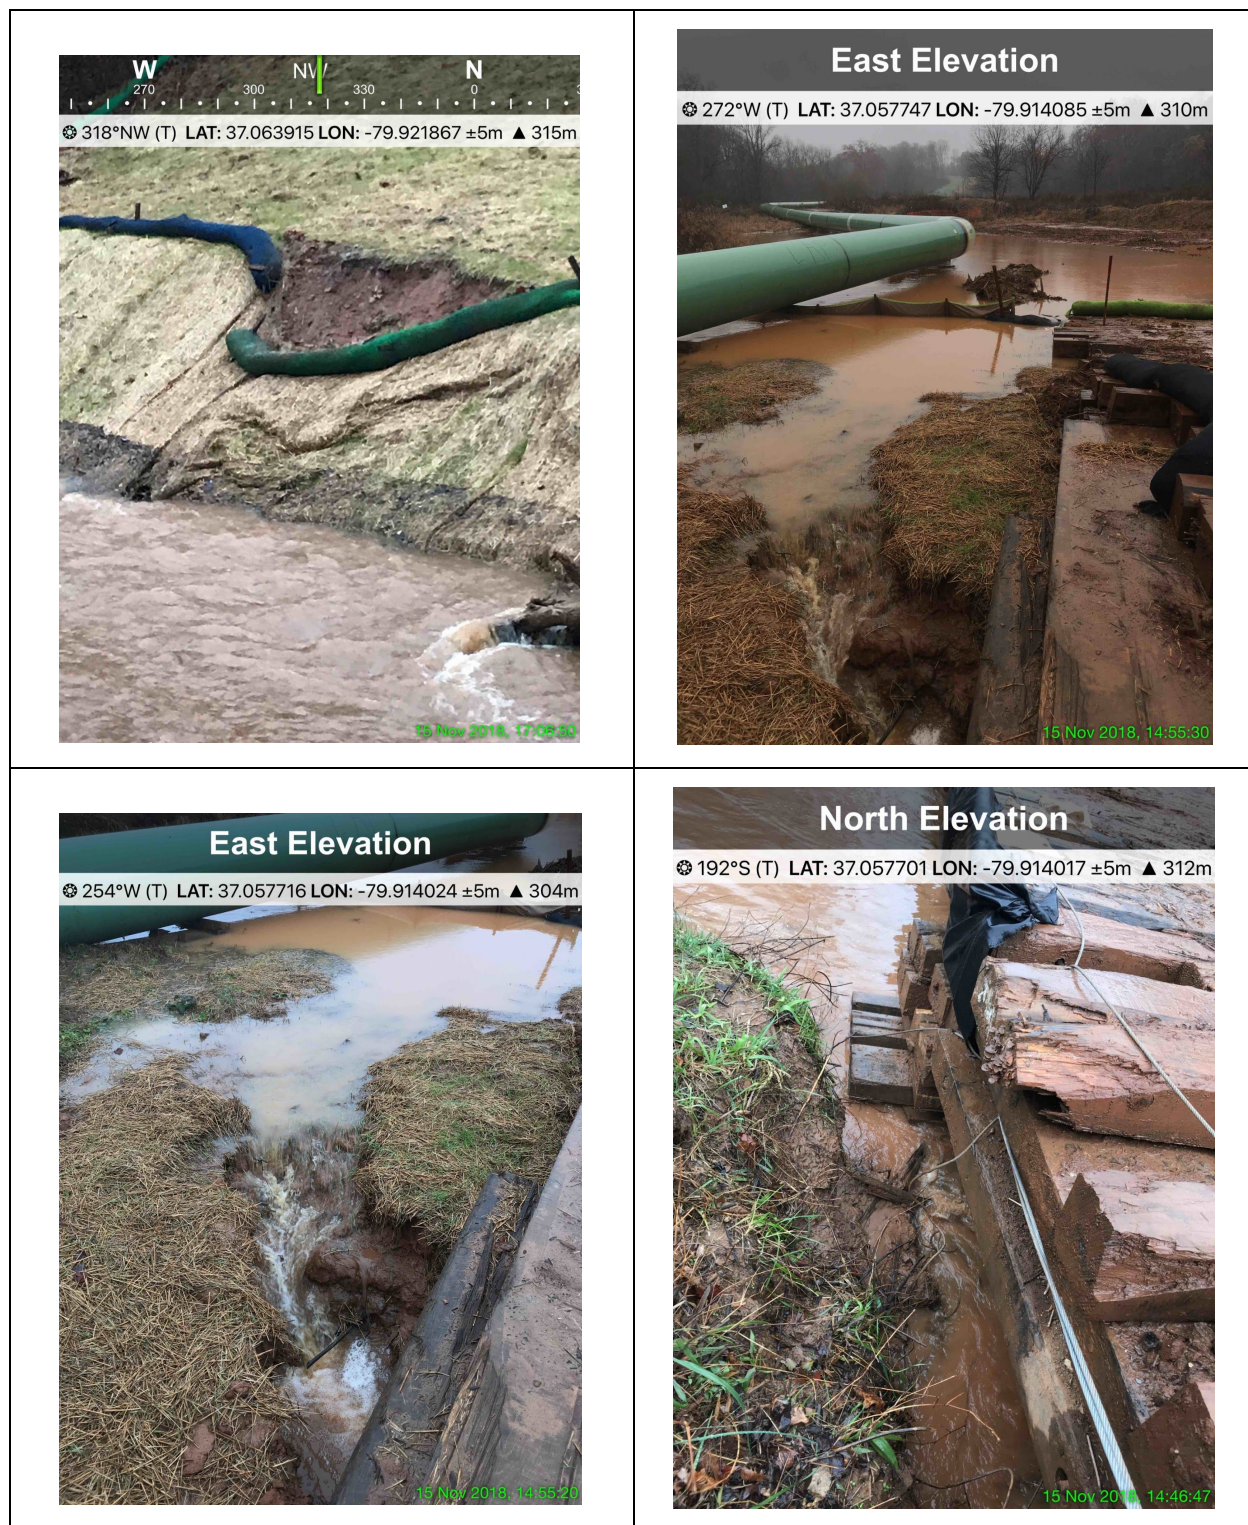 W NW N
270 300 330 0 3
318°NW (T) LAT: 37.063915 LON: -79.921867 ±5m ▲ 315m
15 Nov 2018, 17:06:30
East Elevation
272°W (T) LAT: 37.057747 LON: -79.914085 ±5m ▲ 310m
15 Nov 2018, 14:55:30
East Elevation
254°W (T) LAT: 37.057716 LON: -79.914024 ±5m ▲ 304m
15 Nov 2018, 14:55:20
North Elevation
192°S (T) LAT: 37.057701 LON: -79.914017 ±5m ▲ 312m
15 Nov 2018, 14:46:47